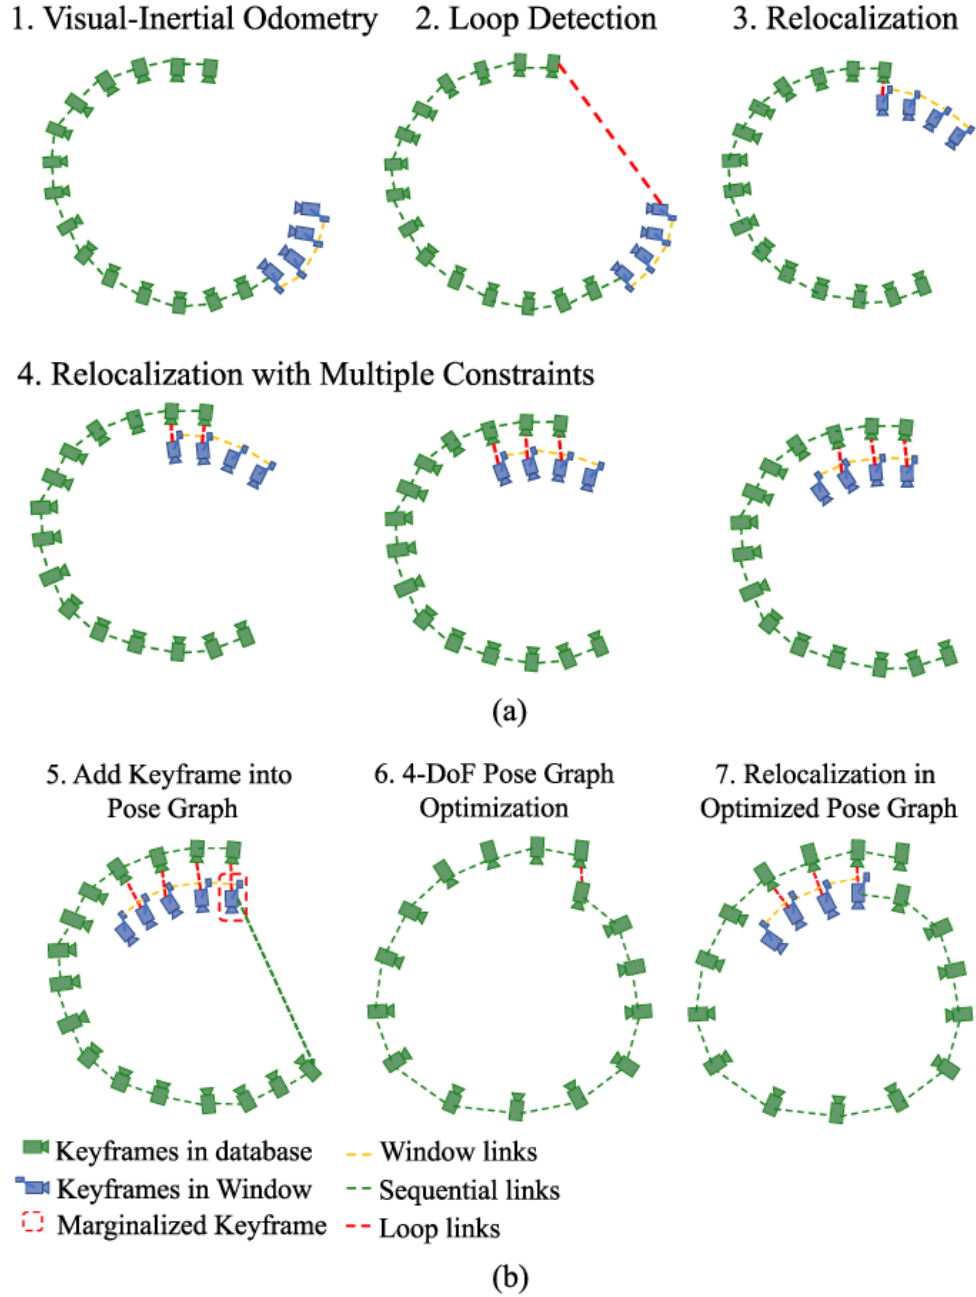 1. Visual-Inertial Odometry
2. Loop Detection
3. Relocalization
4. Relocalization with Multiple Constraints
(a)
5. Add Keyframe into
Pose Graph
6. 4-DoF Pose Graph
Optimization
7. Relocalization in
Optimized Pose Graph
Keyframes in database
Window links
Keyframes in Window
Sequential links
Marginalized Keyframe
Loop links
(b)